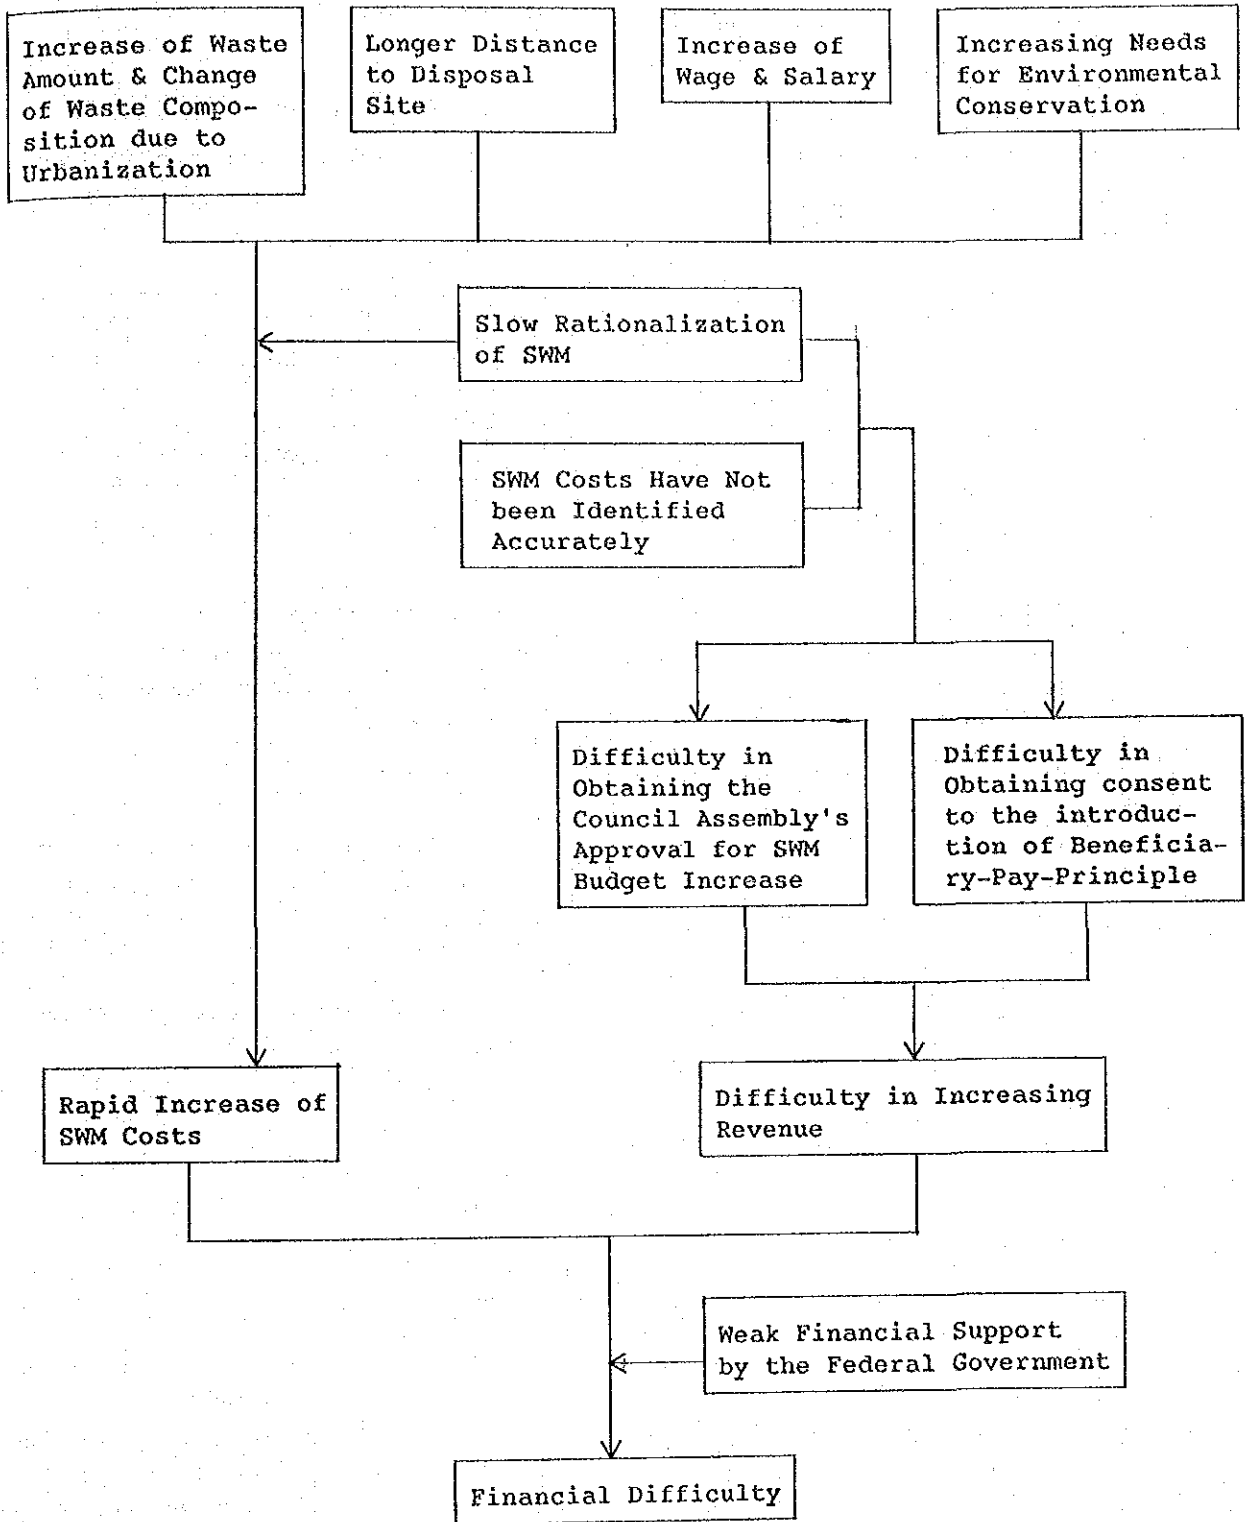 Increase of Waste
Amount & Change
of Waste Compo-
sition due to
Urbanization
Longer Distance
to Disposal
Site
Increase of
Wage & Salary
Increasing Needs
for Environmental
Conservation
Slow Rationalization
of SWM
SWM Costs Have Not
been Identified
Accurately
Difficulty in
Obtaining the
Council Assembly's
Approval for SWM
Budget Increase
Difficulty in
Obtaining consent
to the introduc-
tion of Beneficia-
ry-Pay-Principle
Rapid Increase of
SWM Costs
Difficulty in Increasing
Revenue
Weak Financial Support
by the Federal Government
Financial Difficulty